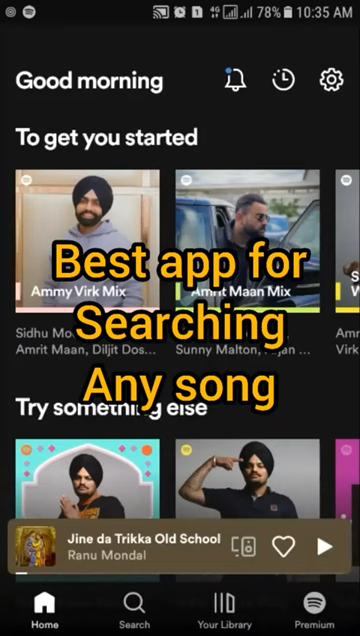 4G 78% 10:35 AM
Good morning
To get you started
Best app for
Ammy Virk Mix
Amrit Maan Mix
Searching
Sidhu Mo
Amrit Maan, Diljit Dos...
Sunny Malton,
Virk
Any song
Try something else
Jine da Trikka Old School
Ranu Mondal
Home
Search
Your Library
Premium